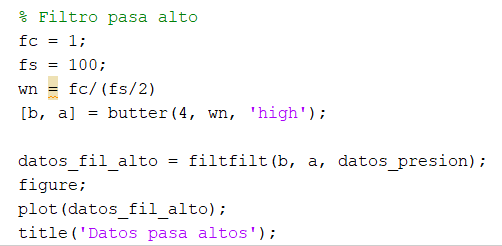 % Filtro pasa alto
fc = 1;
fs = 100;
wn = fc/(fs/2)
[b, a] = butter(4, wn, 'high');
datos_fil_alto = filtfilt(b, a, datos_presion);
figure;
plot(datos_fil_alto);
title('Datos pasa altos');